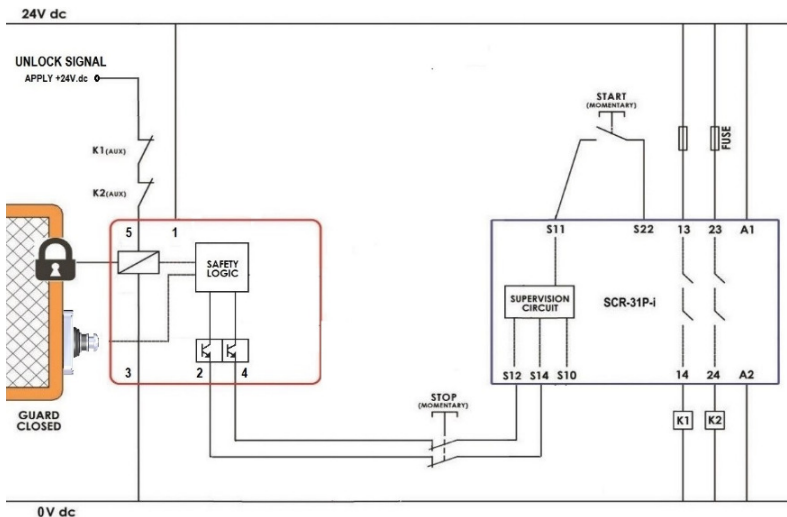 24V dc
UNLOCK SIGNAL
APPLY +24V.dc
K1(AUX)
K2(AUX)
START
(MOMENTARY)
FUSE
5
1
S11
S22
13
23
A1
SAFETY
LOGIC
SUPERVISION
CIRCUIT
SCR-31P-i
3
2
4
S12
S14
S10
14
24
A2
GUARD
CLOSED
STOP
(MOMENTARY)
K1
K2
0V dc